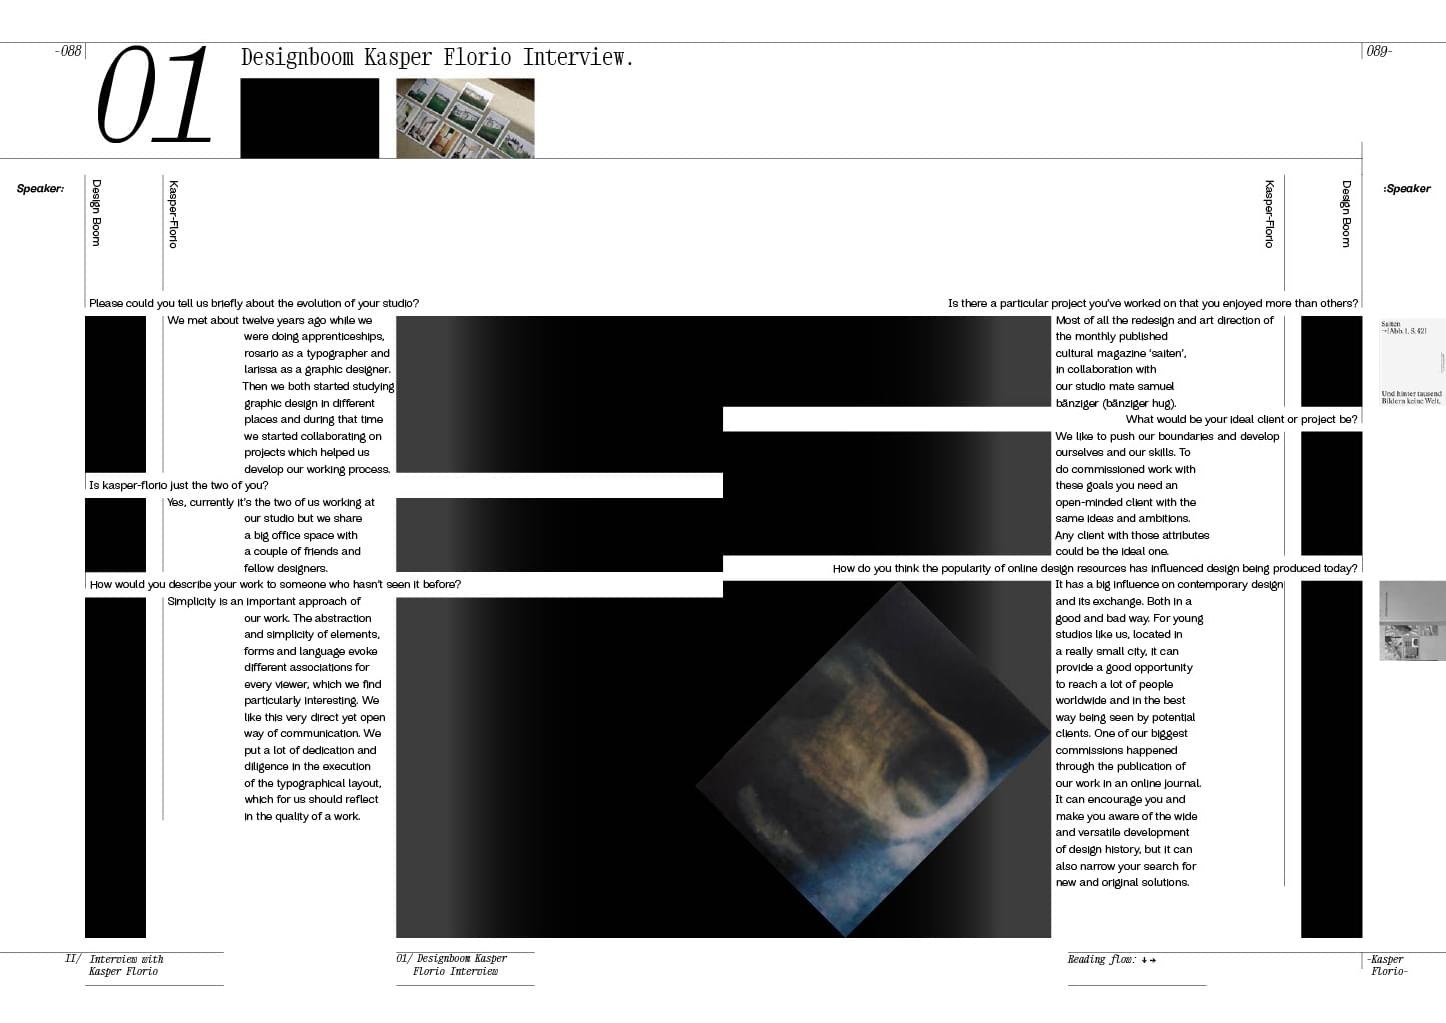 -088
01
Designboom Kasper Florio Interview.
089-
Speaker:
Design Boom
Kasper-Florio
Kasper-Florio
Design Boom
:Speaker
Please could you tell us briefly about the evolution of your studio?
We met about twelve years ago while we
were doing apprenticeships,
rosario as a typographer and
larissa as a graphic designer.
Then we both started studying
graphic design in different
places and during that time
we started collaborating on
projects which helped us
develop our working process.
Is kasper-florio just the two of you?
Yes, currently it's the two of us working at
our studio but we share
a big office space with
a couple of friends and
fellow designers.
How would you describe your work to someone who hasn't seen it before?
Simplicity is an important approach of
our work. The abstraction
and simplicity of elements,
forms and language evoke
different associations for
every viewer, which we find
particularly interesting. We
like this very direct yet open
way of communication. We
put a lot of dedication and
diligence in the execution
of the typographical layout,
which for us should reflect
in the quality of a work.
Is there a particular project you've worked on that you enjoyed more than others?
Most of all the redesign and art direction of
the monthly published
cultural magazine 'saiten',
in collaboration with
our studio mate samuel
bänziger (bänziger hug).
What would be your ideal client or project be?
We like to push our boundaries and develop
ourselves and our skills. To
do commissioned work with
these goals you need an
open-minded client with the
same ideas and ambitions.
Any client with those attributes
could be the ideal one.
How do you think the popularity of online design resources has influenced design being produced today?
It has a big influence on contemporary design
and its exchange. Both in a
good and bad way. For young
studios like us, located in
a really small city, it can
provide a good opportunity
to reach a lot of people
worldwide and in the best
way being seen by potential
clients. One of our biggest
commissions happened
through the publication of
our work in an online journal.
It can encourage you and
make you aware of the wide
and versatile development
of design history, but it can
also narrow your search for
new and original solutions.
Saiten
→[Abb. 1, S. 42]
Und hinter tausend
Bildern keine Welt.
II/ Interview with
Kasper Florio
01/ Designboom Kasper
Florio Interview
Reading flow: ↓→
-Kasper
Florio-